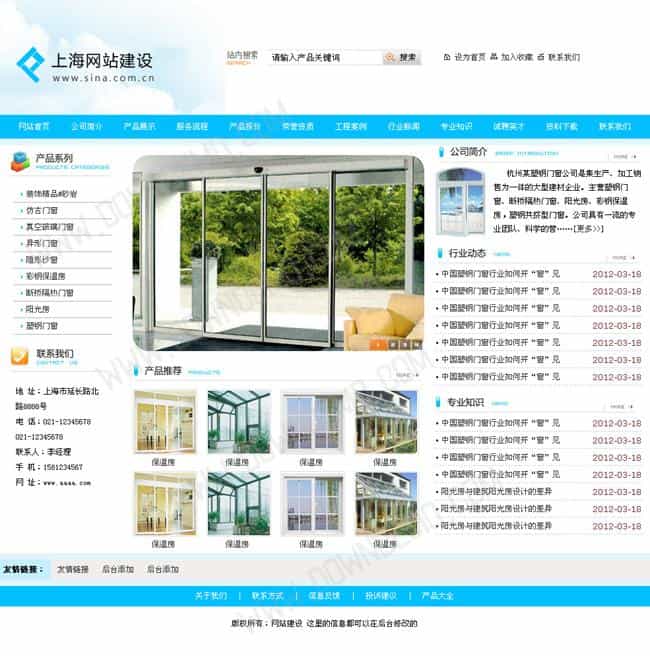 上海网站建设
www.sina.com.cn
站内搜索
SEARCH
请输入产品关键词
搜索
设为首页 加入收藏 联系我们
网站首页 公司简介 产品展示 服务流程 产品报价 荣誉资质 工程案例 行业新闻 专业知识 诚聘英才 资料下载 联系我们
产品系列
PRODUCTS CATEGORIES
装饰精品#砂岩
仿古门窗
真空玻璃门窗
异形门窗
隐形纱窗
彩钢保温房
断桥隔热门窗
阳光房
塑钢门窗
联系我们
CONTACT US
地 址：上海市延长路北
路8888号
电 话：021-12345678
021-12345678
联系人：李经理
手 机：1581234567
网 址：www.aaaa.com
产品推荐 PRODUCTS
MORE
保温房 保温房 保温房 保温房
保温房 保温房 保温房 保温房
公司简介
MORE
杭州某塑钢门窗公司是集生产、加工销
售为一体的大型建材企业。主营塑钢门
窗、断桥隔热门窗、阳光房、彩钢保温
房，塑钢共挤型门窗。公司具有一流的专
业团队、科学的管……[更多>>]
行业动态 NEWS
MORE
• 中国塑钢门窗行业如何开“窗”见 2012-03-18
• 中国塑钢门窗行业如何开“窗”见 2012-03-18
• 中国塑钢门窗行业如何开“窗”见 2012-03-18
• 中国塑钢门窗行业如何开“窗”见 2012-03-18
• 中国塑钢门窗行业如何开“窗”见 2012-03-18
• 中国塑钢门窗行业如何开“窗”见 2012-03-18
• 中国塑钢门窗行业如何开“窗”见 2012-03-18
专业知识 NEWS
MORE
• 中国塑钢门窗行业如何开“窗”见 2012-03-18
• 中国塑钢门窗行业如何开“窗”见 2012-03-18
• 中国塑钢门窗行业如何开“窗”见 2012-03-18
• 中国塑钢门窗行业如何开“窗”见 2012-03-18
• 阳光房与建筑阳光房设计的差异 2012-03-18
• 阳光房与建筑阳光房设计的差异 2012-03-18
• 阳光房与建筑阳光房设计的差异 2012-03-18
友情链接： 友情链接 后台添加 后台添加
关于我们 | 联系方式 | 信息反馈 | 投诉建议 | 产品大全
版权所有：网站建设 这里的信息都可以在后台修改的